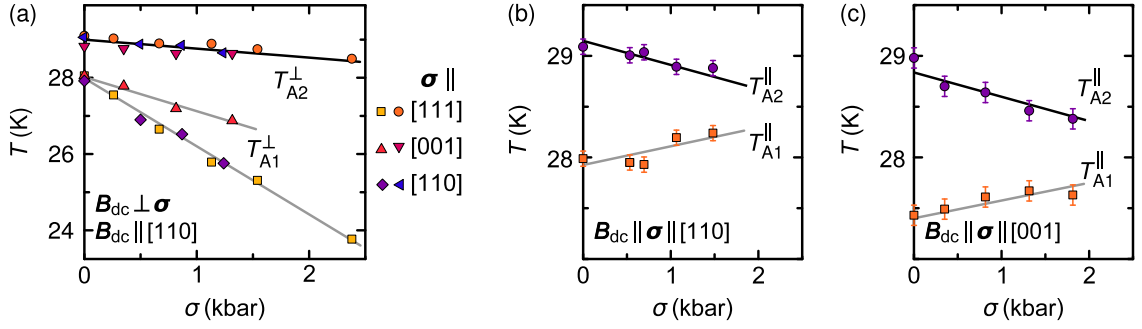 (a)
T (K)
28
26
24
0
1
2
σ (kbar)
T⊥A2
T⊥A1
Bdc ⊥ σ
Bdc ∥ [110]
σ ∥
[111]
[001]
[110]
(b)
T (K)
29
28
0
1
2
σ (kbar)
T∥A2
T∥A1
Bdc ∥ σ ∥ [110]
(c)
T (K)
29
28
0
1
2
σ (kbar)
T∥A2
T∥A1
Bdc ∥ σ ∥ [001]